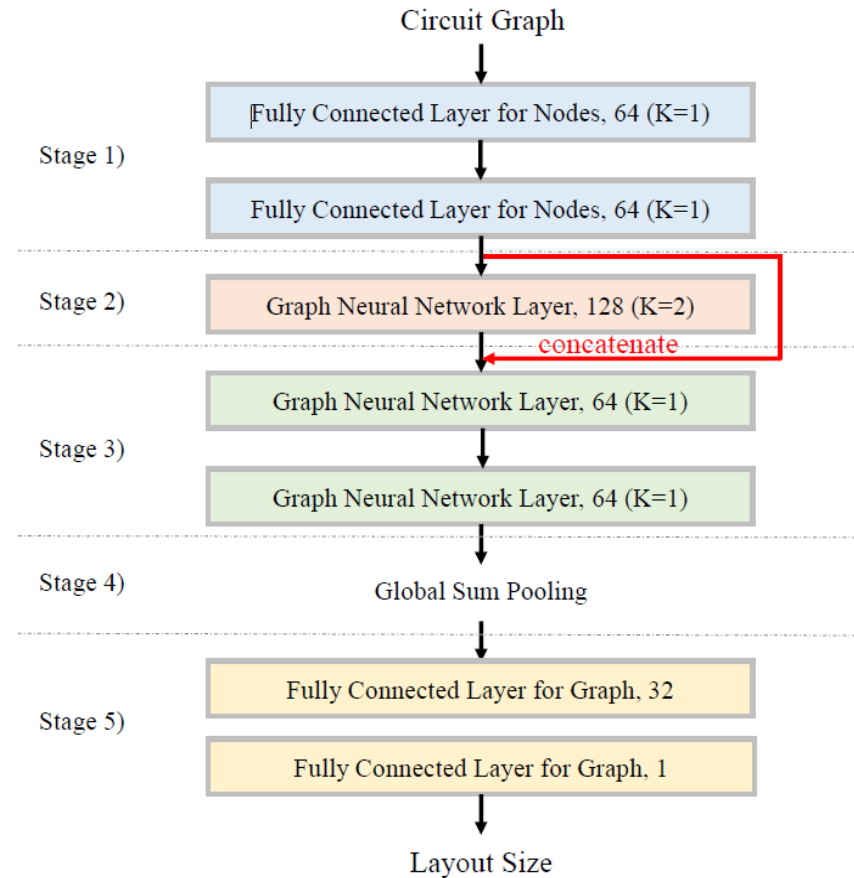 Circuit Graph
Fully Connected Layer for Nodes, 64 (K=1)
Stage 1)
Fully Connected Layer for Nodes, 64 (K=1)
Stage 2)
Graph Neural Network Layer, 128 (K=2)
concatenate
Graph Neural Network Layer, 64 (K=1)
Stage 3)
Graph Neural Network Layer, 64 (K=1)
Stage 4)
Global Sum Pooling
Fully Connected Layer for Graph, 32
Stage 5)
Fully Connected Layer for Graph, 1
Layout Size